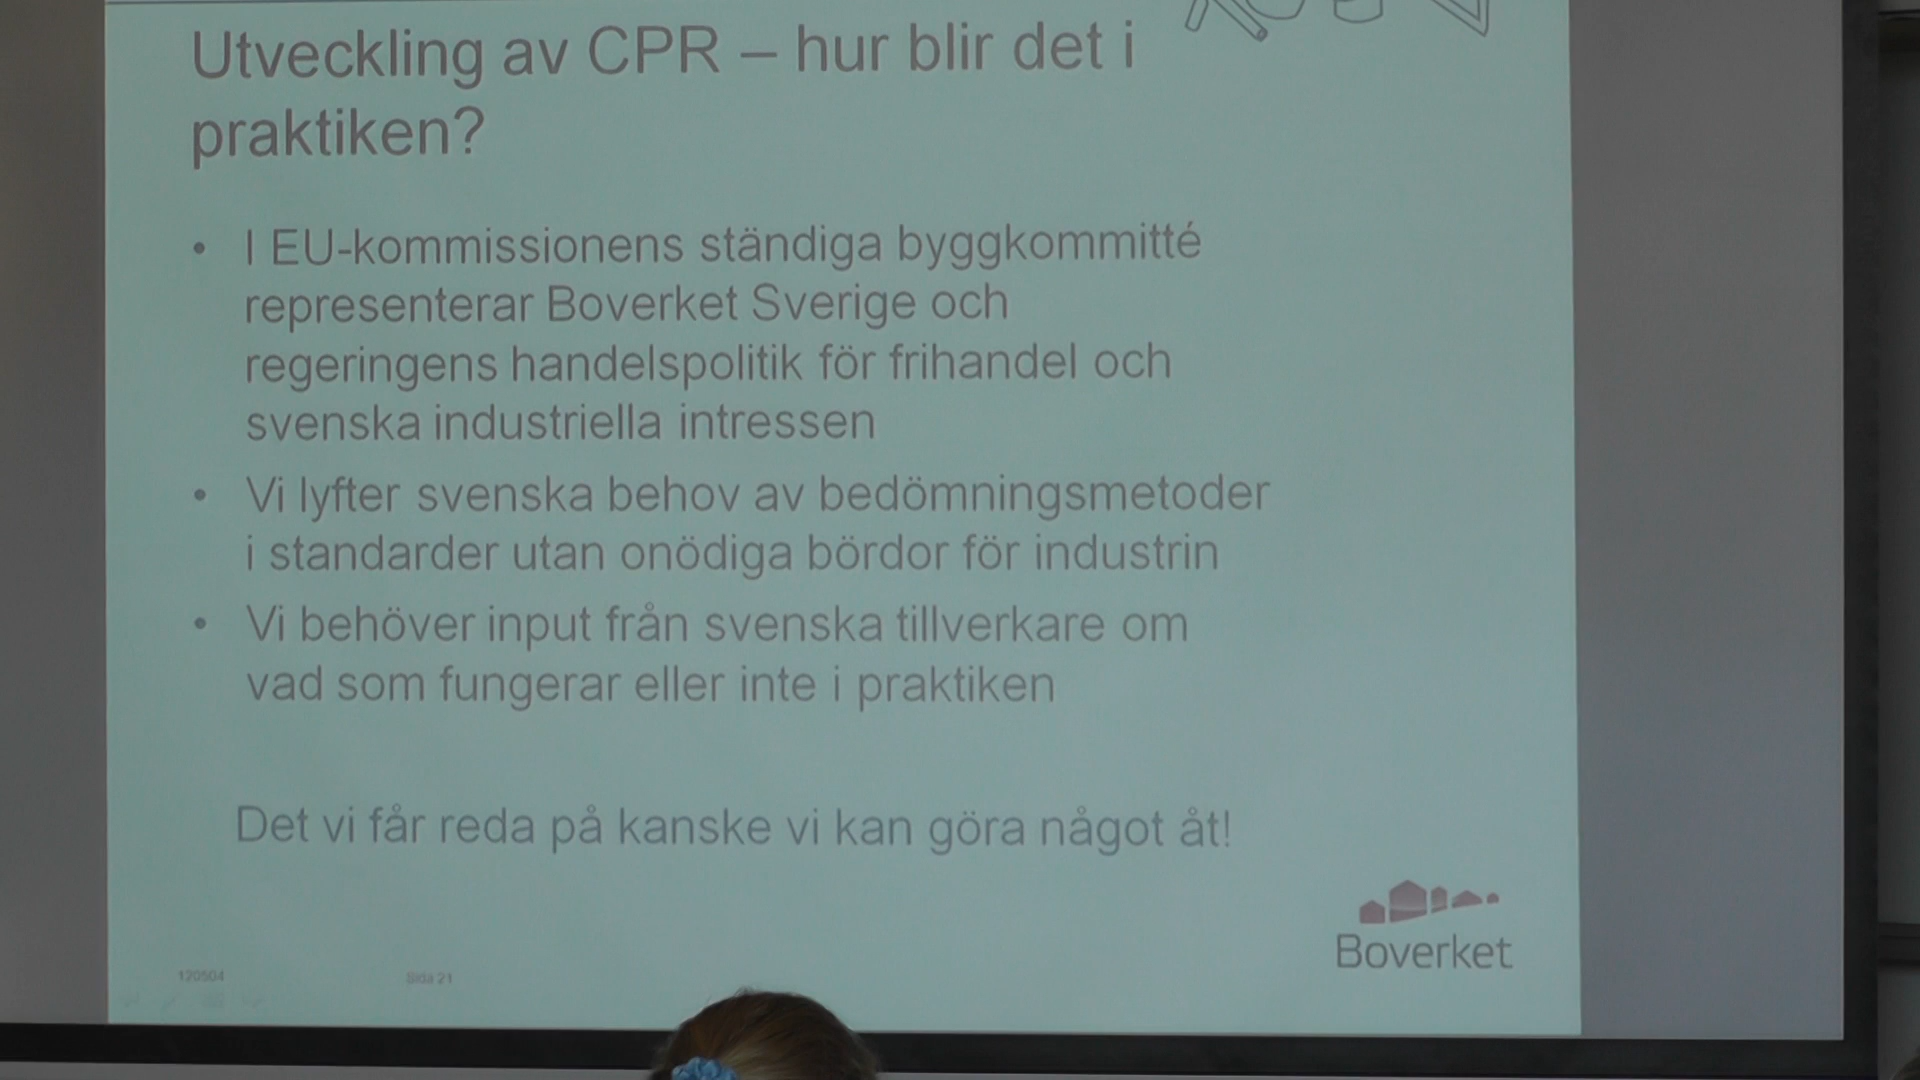 Utveckling av CPR – hur blir det i
praktiken?
• I EU-kommissionens ständiga byggkommitté
representerar Boverket Sverige och
regeringens handelspolitik för frihandel och
svenska industriella intressen
• Vi lyfter svenska behov av bedömningsmetoder
i standarder utan onödiga bördor för industrin
• Vi behöver input från svenska tillverkare om
vad som fungerar eller inte i praktiken
Det vi får reda på kanske vi kan göra något åt!
Boverket
120504 Sida 21